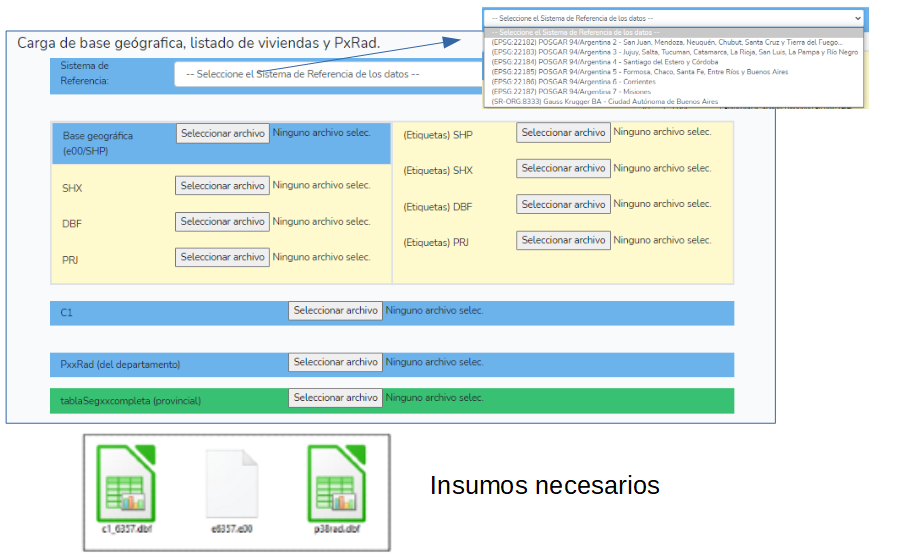 -- Seleccione el Sistema de Referencia de los datos --
-- Seleccione el Sistema de Referencia de los datos --
(EPSG:22182) POSGAR 94/Argentina 2 - San Juan, Mendoza, Neuquén, Chubut, Santa Cruz y Tierra del Fuego...
(EPSG:22183) POSGAR 94/Argentina 3 - Jujuy, Salta, Tucuman, Catamarca, La Rioja, San Luis, La Pampa y Río Negro
(EPSG:22184) POSGAR 94/Argentina 4 - Santiago del Estero y Córdoba
(EPSG:22185) POSGAR 94/Argentina 5 - Formosa, Chaco, Santa Fe, Entre Ríos y Buenos Aires
(EPSG:22186) POSGAR 94/Argentina 6 - Corrientes
(EPSG:22187) POSGAR 94/Argentina 7 - Misiones
(SR-ORG:8333) Gauss Krugger BA - Ciudad Autónoma de Buenos Aires
Carga de base geógrafica, listado de viviendas y PxRad.
Sistema de
Referencia:
-- Seleccione el Sistema de Referencia de los datos --
Base geográfica
(e00/SHP)
Seleccionar archivo Ninguno archivo selec.
SHX
Seleccionar archivo Ninguno archivo selec.
DBF
Seleccionar archivo Ninguno archivo selec.
PRJ
Seleccionar archivo Ninguno archivo selec.
(Etiquetas) SHP
Seleccionar archivo Ninguno archivo selec.
(Etiquetas) SHX
Seleccionar archivo Ninguno archivo selec.
(Etiquetas) DBF
Seleccionar archivo Ninguno archivo selec.
(Etiquetas) PRJ
Seleccionar archivo Ninguno archivo selec.
C1
Seleccionar archivo Ninguno archivo selec.
PxxRad (del departamento)
Seleccionar archivo Ninguno archivo selec.
tablaSegxxcompleta (provincial)
Seleccionar archivo Ninguno archivo selec.
c1_6357.dbf
e6357.e00
p38rad.dbf
Insumos necesarios